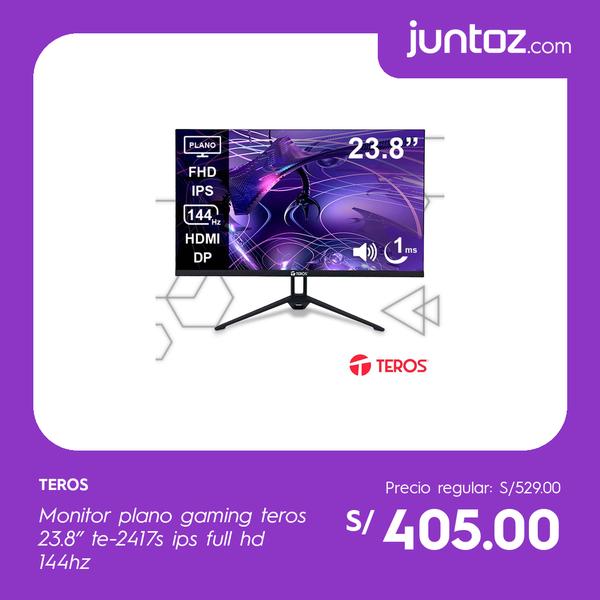 juntoz.com
PLANO
23.8”
FHD
IPS
144Hz
HDMI
DP
1ms
TEROS
TEROS
TEROS
Precio regular: S/529.00
Monitor plano gaming teros
23.8" te-2417s ips full hd
144hz
S/ 405.00